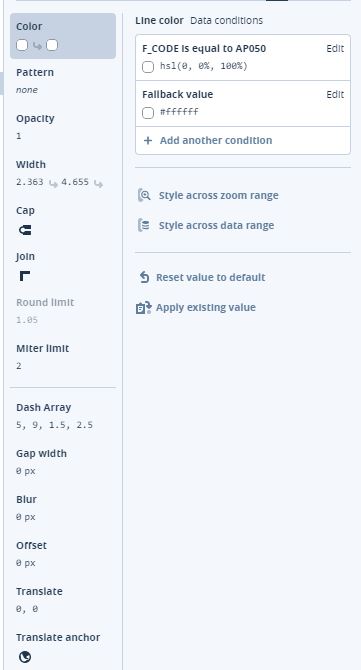 Color
Pattern
none
Opacity
1
Width
2.363 4.655
Cap
Join
Round limit
1.05
Miter limit
2
Dash Array
5, 9, 1.5, 2.5
Gap width
0 px
Blur
0 px
Offset
0 px
Translate
0, 0
Translate anchor
Line color Data conditions
F_CODE is equal to AP050 Edit
hsl(0, 0%, 100%)
Fallback value Edit
#ffffff
+ Add another condition
Style across zoom range
Style across data range
Reset value to default
Apply existing value